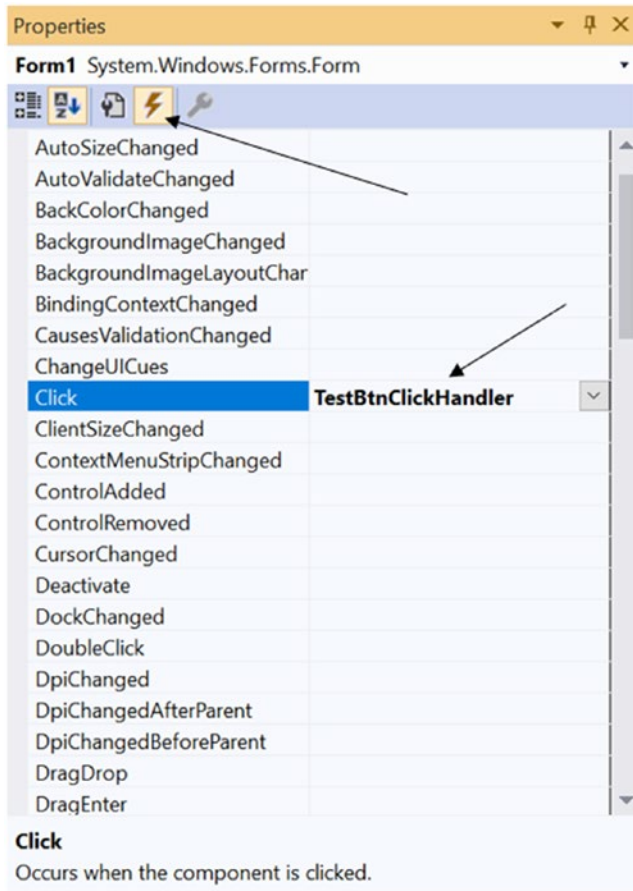 Properties
Form1 System.Windows.Forms.Form
AutoSizeChanged
AutoValidateChanged
BackColorChanged
BackgroundImageChanged
BackgroundImageLayoutChar
BindingContextChanged
CausesValidationChanged
ChangeUICues
Click TestBtnClickHandler
ClientSizeChanged
ContextMenuStripChanged
ControlAdded
ControlRemoved
CursorChanged
Deactivate
DockChanged
DoubleClick
DpiChanged
DpiChangedAfterParent
DpiChangedBeforeParent
DragDrop
DragEnter
Click
Occurs when the component is clicked.